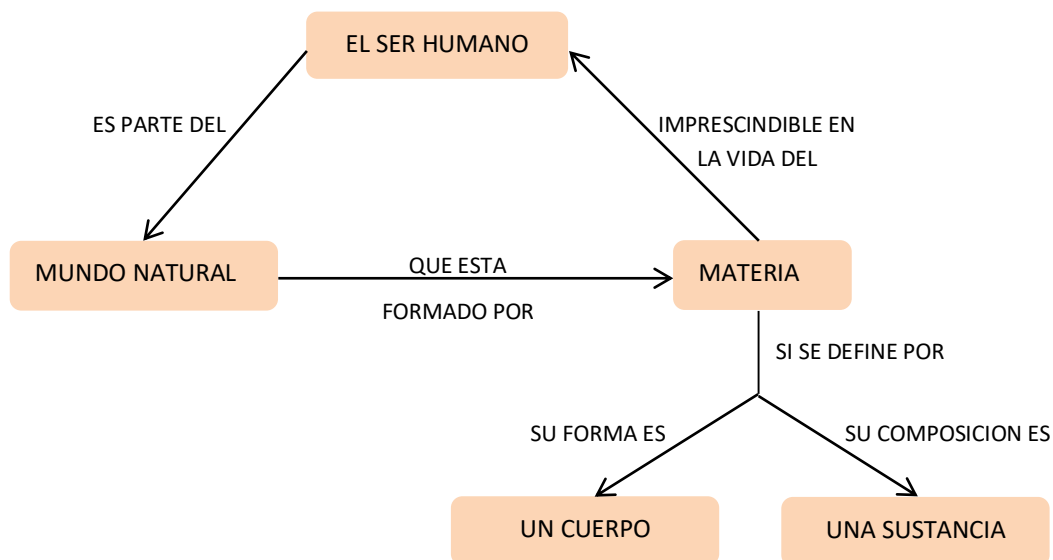 EL SER HUMANO
ES PARTE DEL
IMPRESCINDIBLE EN
LA VIDA DEL
MUNDO NATURAL
QUE ESTA
FORMADO POR
MATERIA
SI SE DEFINE POR
SU FORMA ES
SU COMPOSICION ES
UN CUERPO
UNA SUSTANCIA